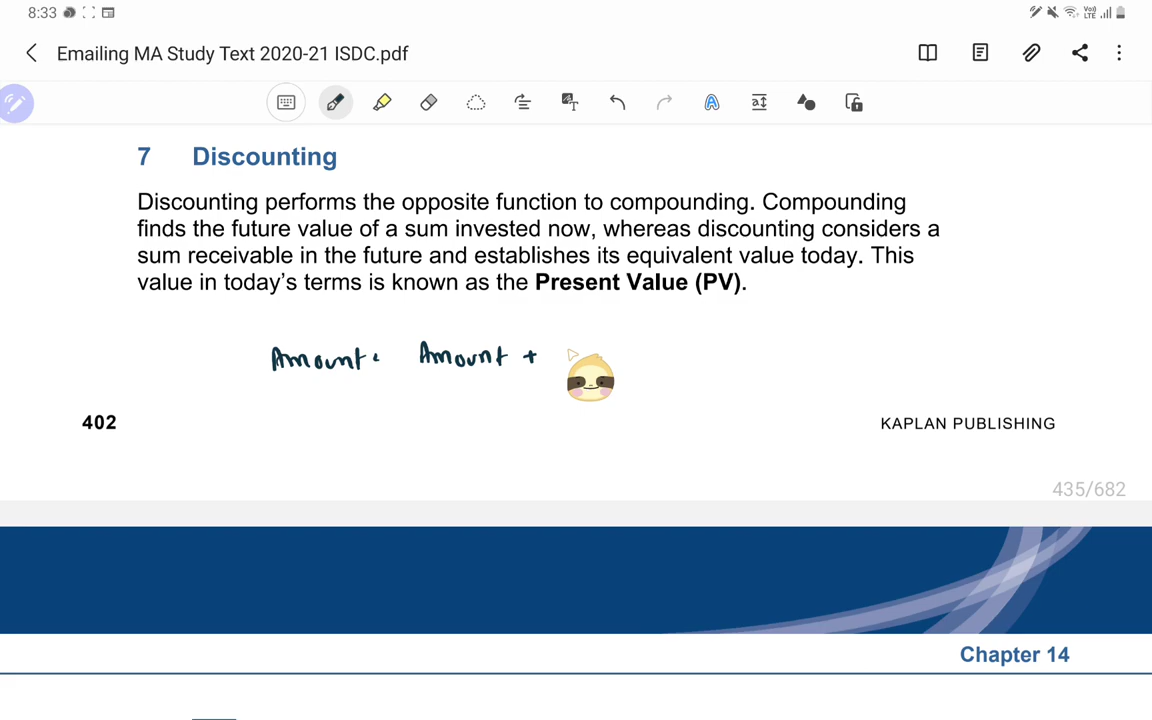 8:33
Vo) LTE
Emailing MA Study Text 2020-21 ISDC.pdf
7 Discounting
Discounting performs the opposite function to compounding. Compounding
finds the future value of a sum invested now, whereas discounting considers a
sum receivable in the future and establishes its equivalent value today. This
value in today’s terms is known as the Present Value (PV).
Amount Amount +
402 KAPLAN PUBLISHING
435/682
Chapter 14